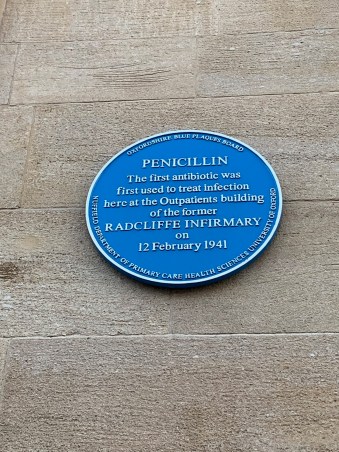 OXFORDSHIRE BLUE PLAQUES BOARD
PENICILLIN
The first antibiotic was
first used to treat infection
here at the Outpatients building
of the former
RADCLIFFE INFIRMARY
on
12 February 1941
NUFFIELD DEPARTMENT OF PRIMARY CARE HEALTH SCIENCES UNIVERSITY OF OXFORD